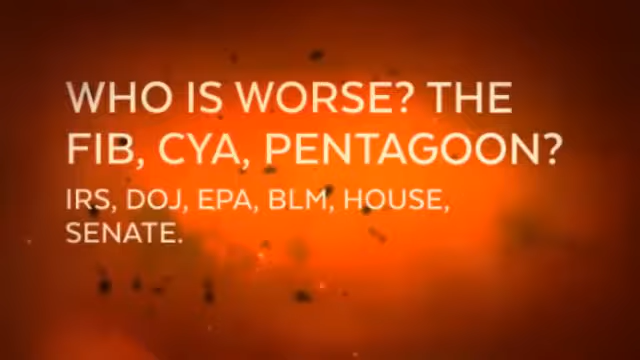 WHO IS WORSE? THE
FIB, CYA, PENTAGOON?
IRS, DOJ, EPA, BLM, HOUSE,
SENATE.